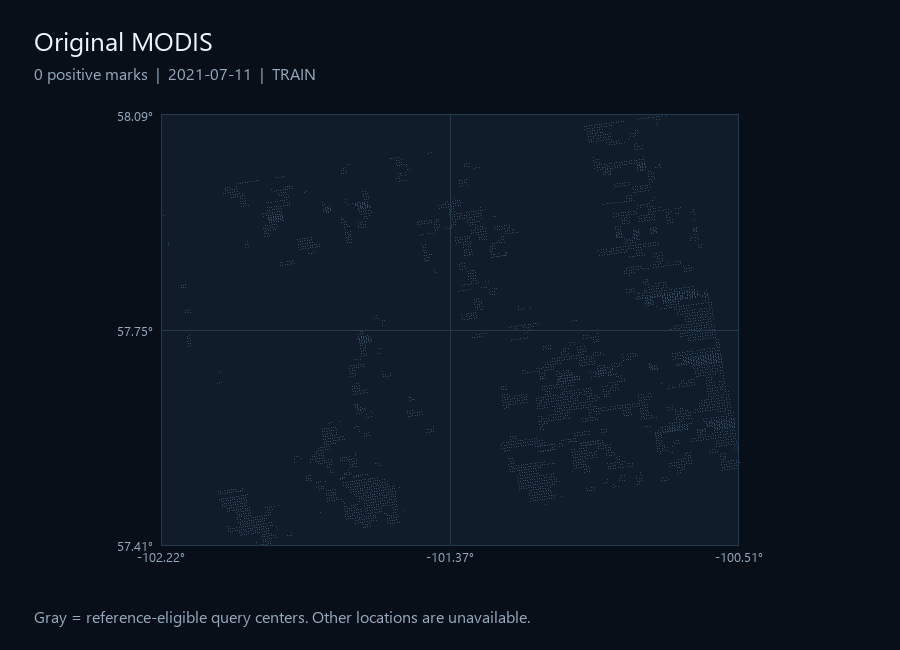 Original MODIS
0 positive marks | 2021-07-11 | TRAIN
58.09°
57.75°
57.41°
-102.22°
-101.37°
-100.51°
Gray = reference-eligible query centers. Other locations are unavailable.